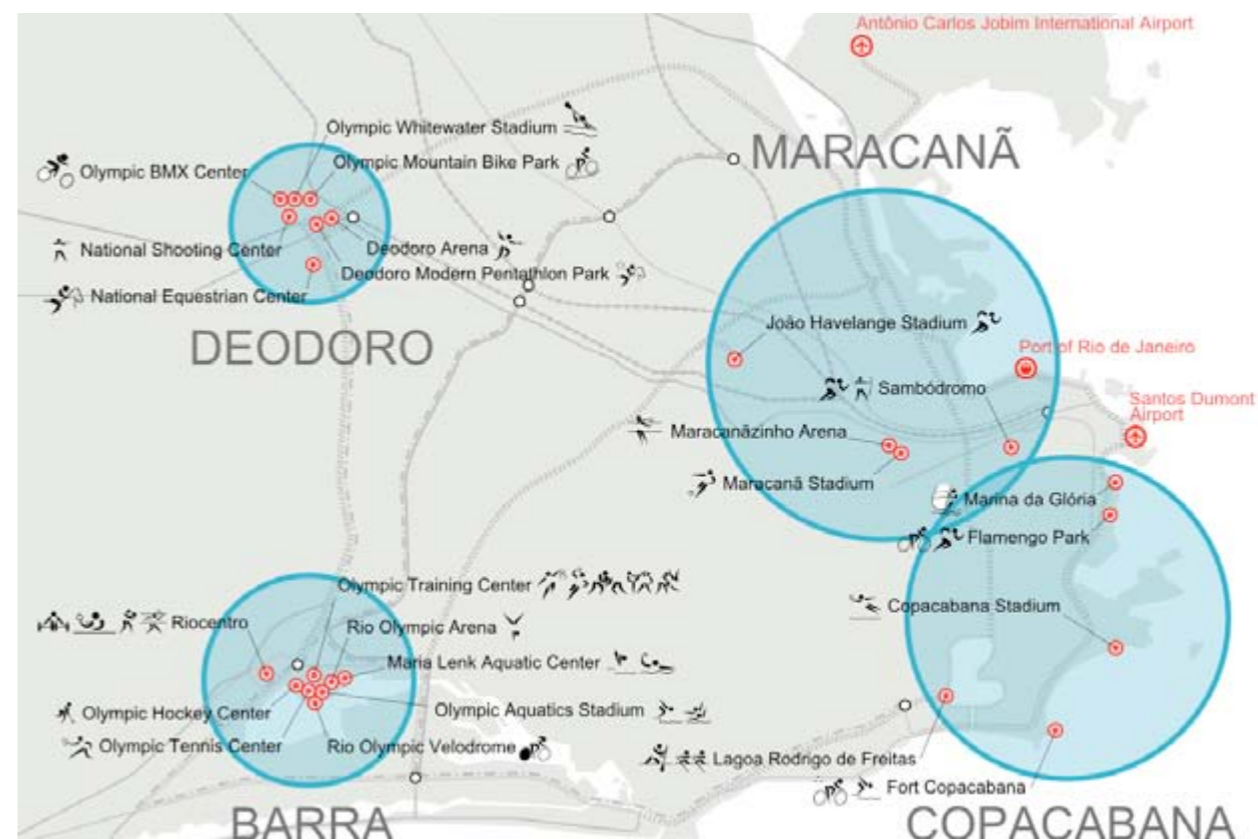 Antônio Carlos Jobim International Airport
Olympic Whitewater Stadium
MARACANÃ
Olympic Mountain Bike Park
Olympic BMX Center
National Shooting Center
Deodoro Arena
Deodoro Modern Pentathlon Park
National Equestrian Center
DEODORO
João Havelange Stadium
Port of Rio de Janeiro
Sambódromo
Santos Dumont
Airport
Maracanãzinho Arena
Maracanã Stadium
Marina da Glória
Flamengo Park
Olympic Training Center
Copacabana Stadium
Riocentro
Rio Olympic Arena
Maria Lenk Aquatic Center
Olympic Hockey Center
Olympic Aquatics Stadium
Olympic Tennis Center
Rio Olympic Velodrome
Lagoa Rodrigo de Freitas
Fort Copacabana
BARRA
COPACABANA